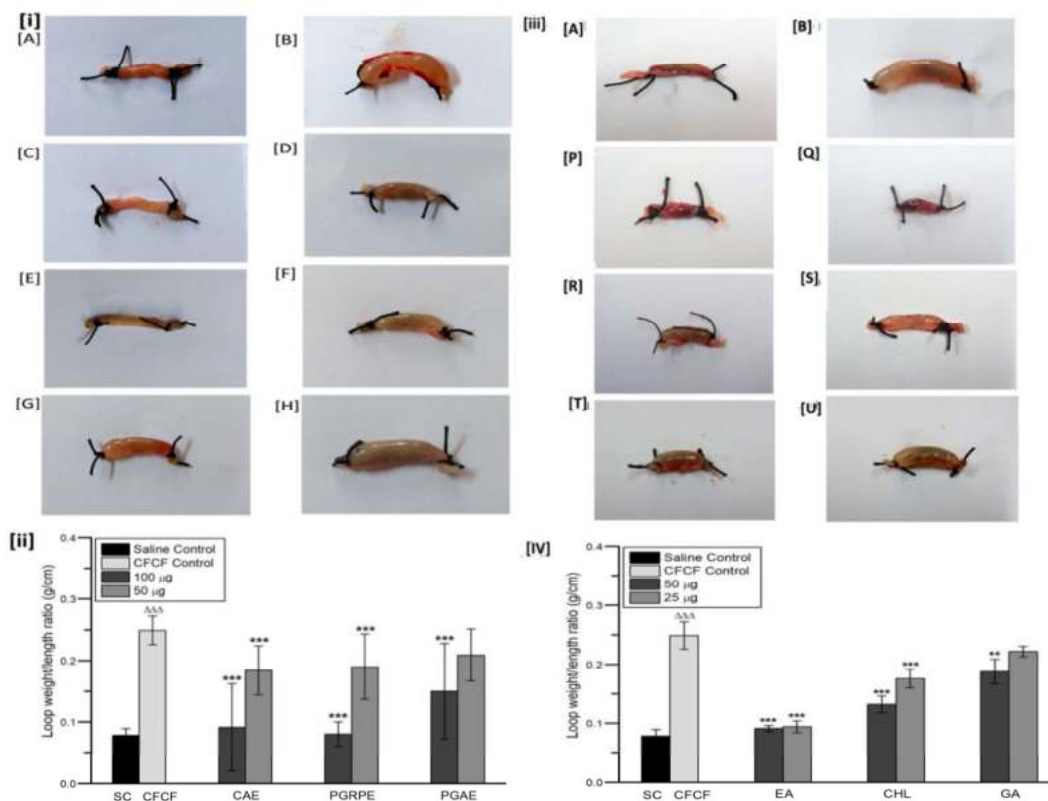 [i]
[A]
[B]
[C]
[D]
[E]
[F]
[G]
[H]
[iii]
[A]
[B]
[P]
[Q]
[R]
[S]
[T]
[U]
[ii]
Loop weight/length ratio (g/cm)
0.4
0.3
0.2
0.1
0.0
Saline Control
CFCF Control
100 µg
50 µg
ΔΔΔ
*** *** *** *** ***
SC CFCF CAE PGRPE PGAE
[IV]
Loop weight/length ratio (g/cm)
0.4
0.3
0.2
0.1
0.0
Saline Control
CFCF Control
50 µg
25 µg
ΔΔΔ
*** *** *** *** **
SC CFCF EA CHL GA